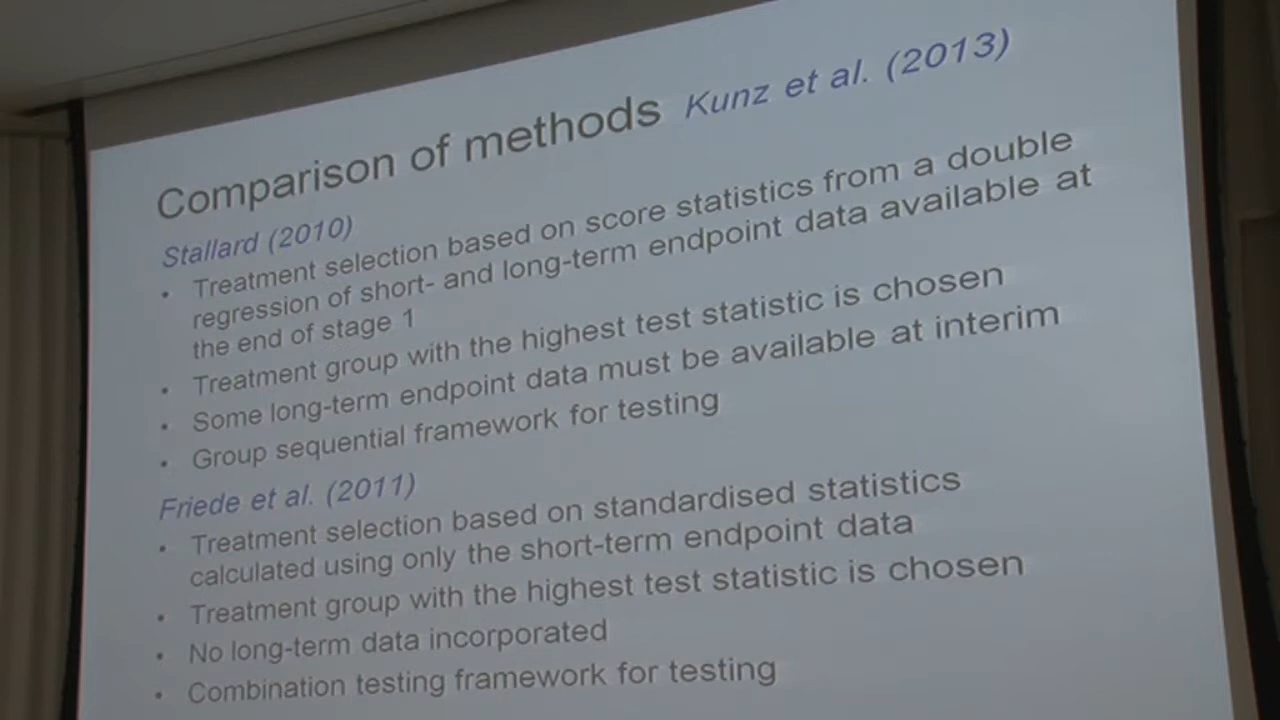 Comparison of methods Kunz et al. (2013)
Stallard (2010)
• Treatment selection based on score statistics from a double
regression of short- and long-term endpoint data available at
the end of stage 1
• Treatment group with the highest test statistic is chosen
• Some long-term endpoint data must be available at interim
• Group sequential framework for testing
Friede et al. (2011)
• Treatment selection based on standardised statistics
calculated using only the short-term endpoint data
• Treatment group with the highest test statistic is chosen
• No long-term data incorporated
• Combination testing framework for testing